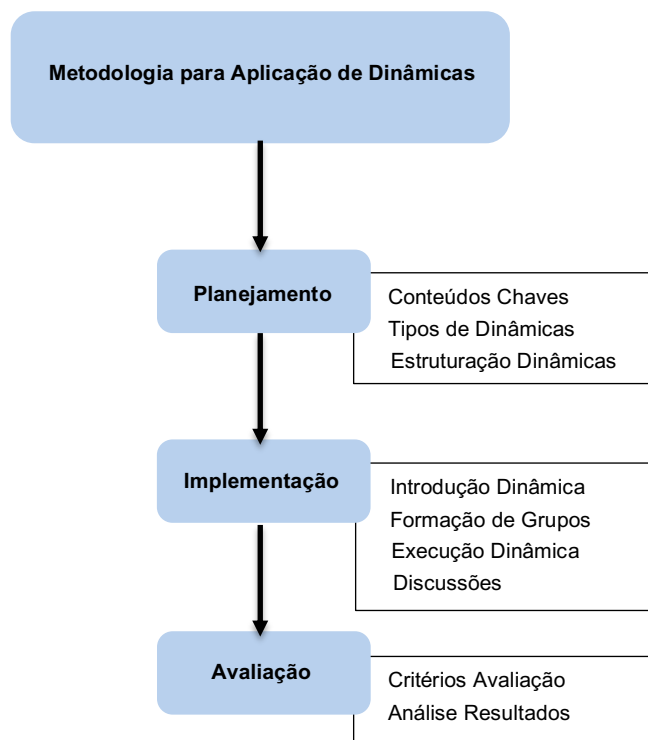 Metodologia para Aplicação de Dinâmicas
Planejamento
Conteúdos Chaves
Tipos de Dinâmicas
Estruturação Dinâmicas
Implementação
Introdução Dinâmica
Formação de Grupos
Execução Dinâmica
Discussões
Avaliação
Critérios Avaliação
Análise Resultados